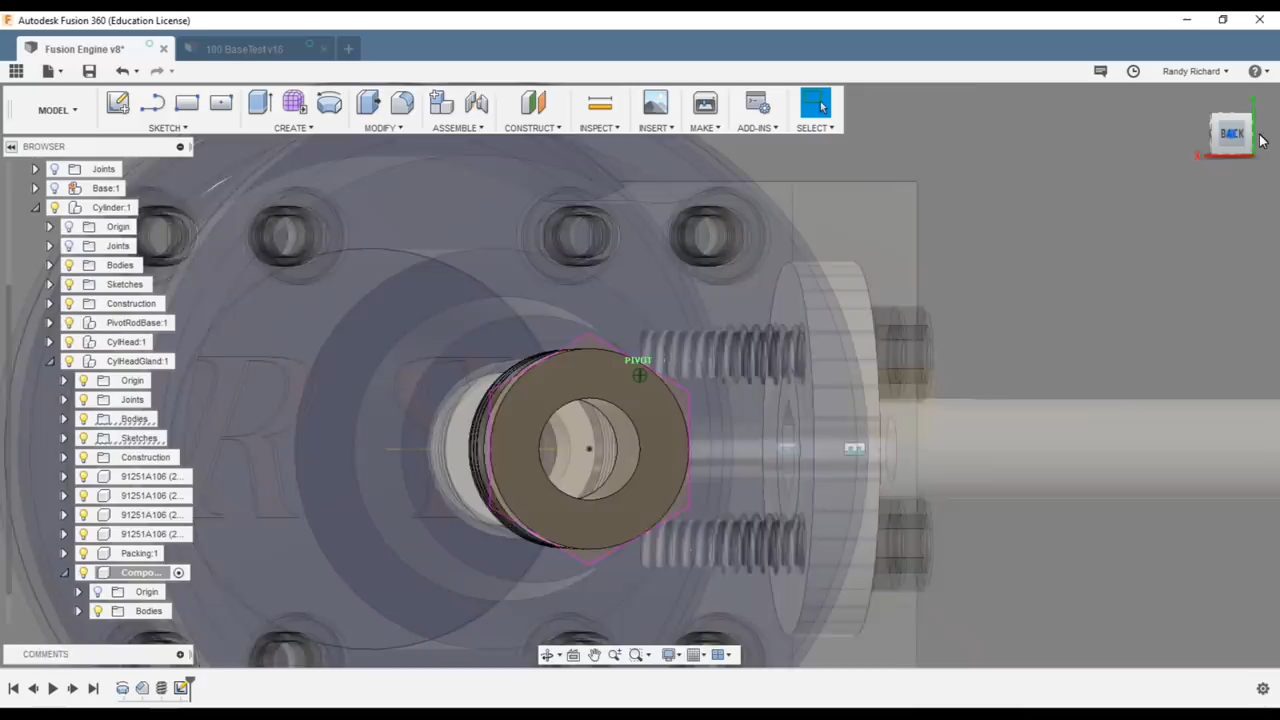 Autodesk Fusion 360 (Education License)
Fusion Engine v8*
100 BaseTest v16
Randy Richard
MODEL
SKETCH
CREATE
MODIFY
ASSEMBLE
CONSTRUCT
INSPECT
INSERT
MAKE
ADD-INS
SELECT
BACK
X
BROWSER
Joints
Base:1
Cylinder:1
Origin
Joints
Bodies
Sketches
Construction
PivotRodBase:1
CylHead:1
CylHeadGland:1
Origin
Joints
Bodies
Sketches
Construction
91251A106 (2...
91251A106 (2...
91251A106 (2...
91251A106 (2...
Packing:1
Compo...
Origin
Bodies
PIVOT
COMMENTS